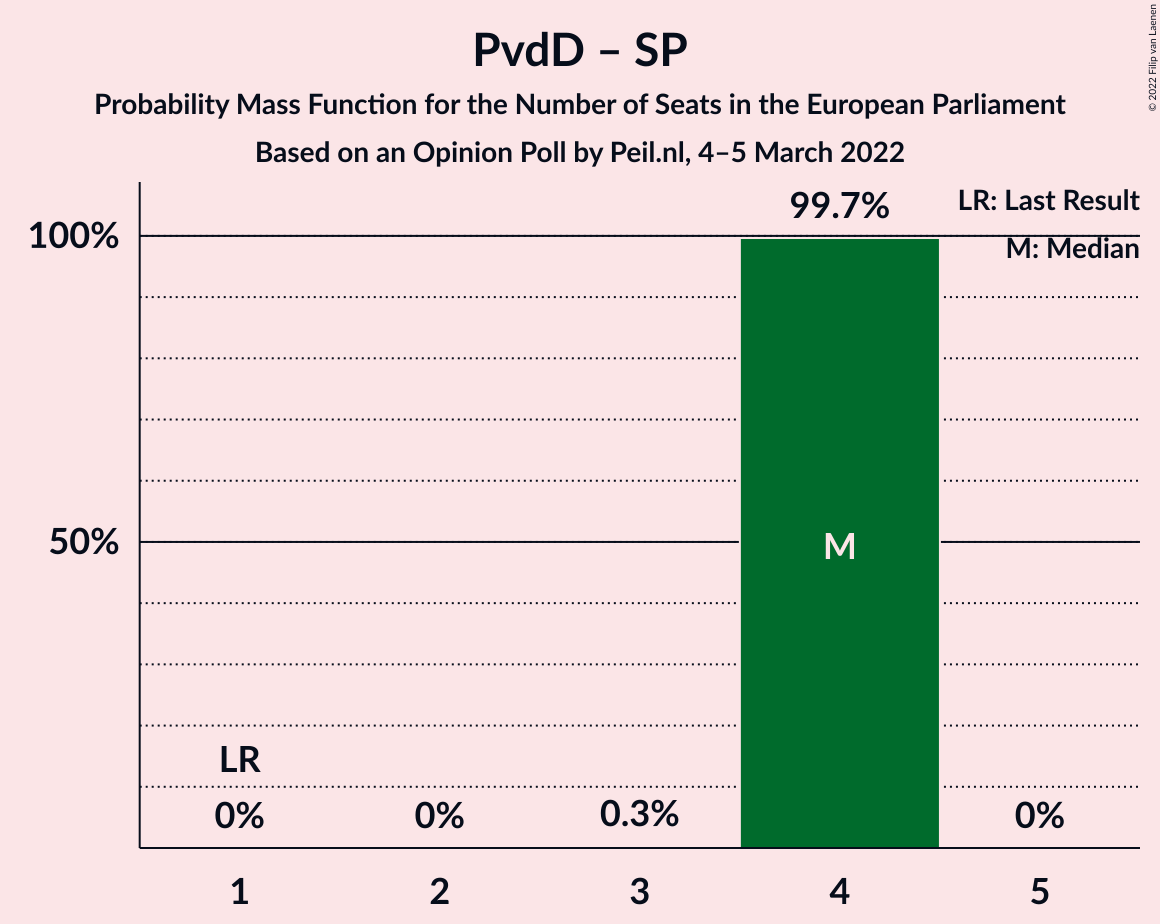 PvdD – SP
Probability Mass Function for the Number of Seats in the European Parliament
Based on an Opinion Poll by Peil.nl, 4–5 March 2022
© 2022 Filip van Laenen
LR: Last Result
M: Median
99.7%
100%
50%
M
LR
0%
0%
0.3%
0%
1
2
3
4
5